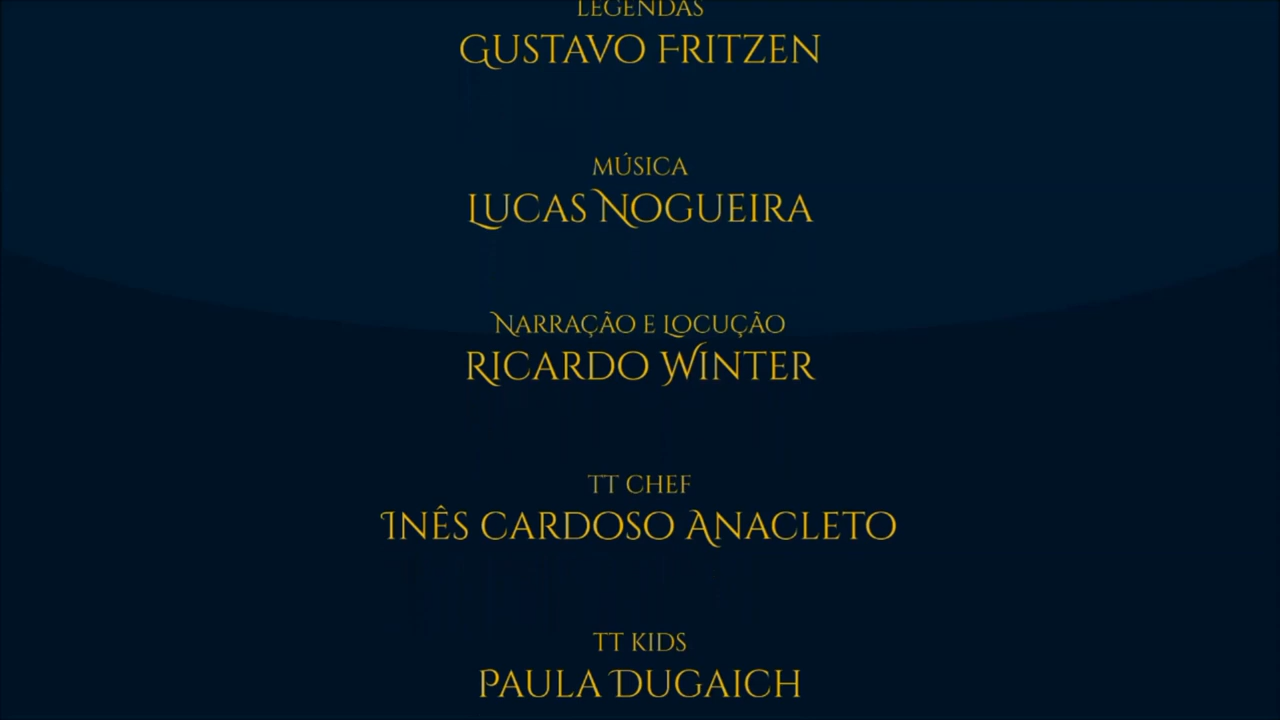 LEGENDAS
GUSTAVO FRITZEN
MÚSICA
LUCAS NOGUEIRA
NARRAÇÃO E LOCUÇÃO
RICARDO WINTER
TT CHEF
INÊS CARDOSO ANACLETO
TT KIDS
PAULA DUGAICH